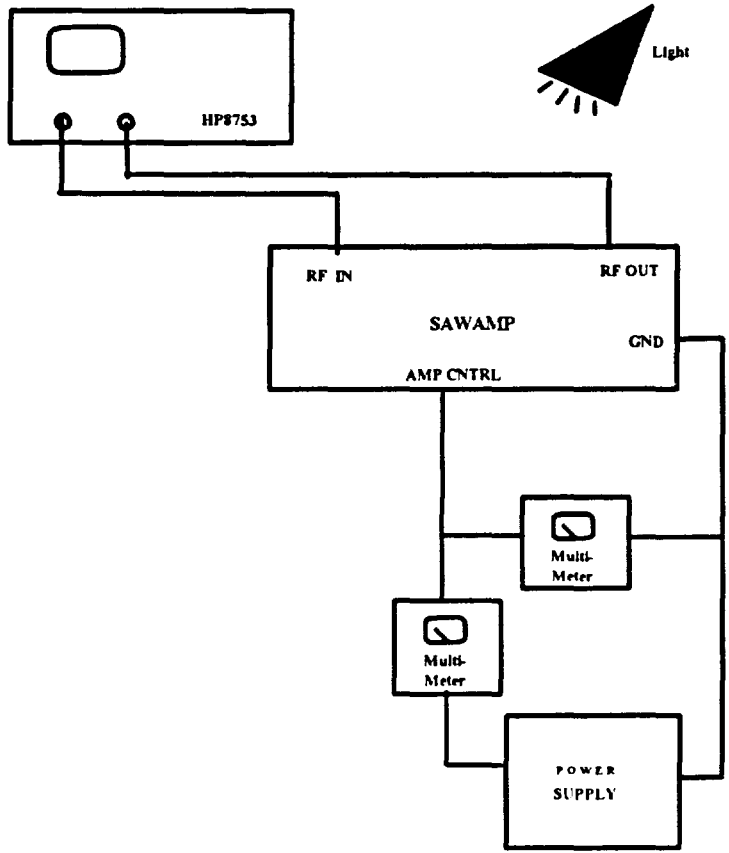 Light
HP8753
RF IN
RF OUT
SAWAMP
GND
AMP CNTRL
Multi-
Meter
Multi-
Meter
POWER
SUPPLY